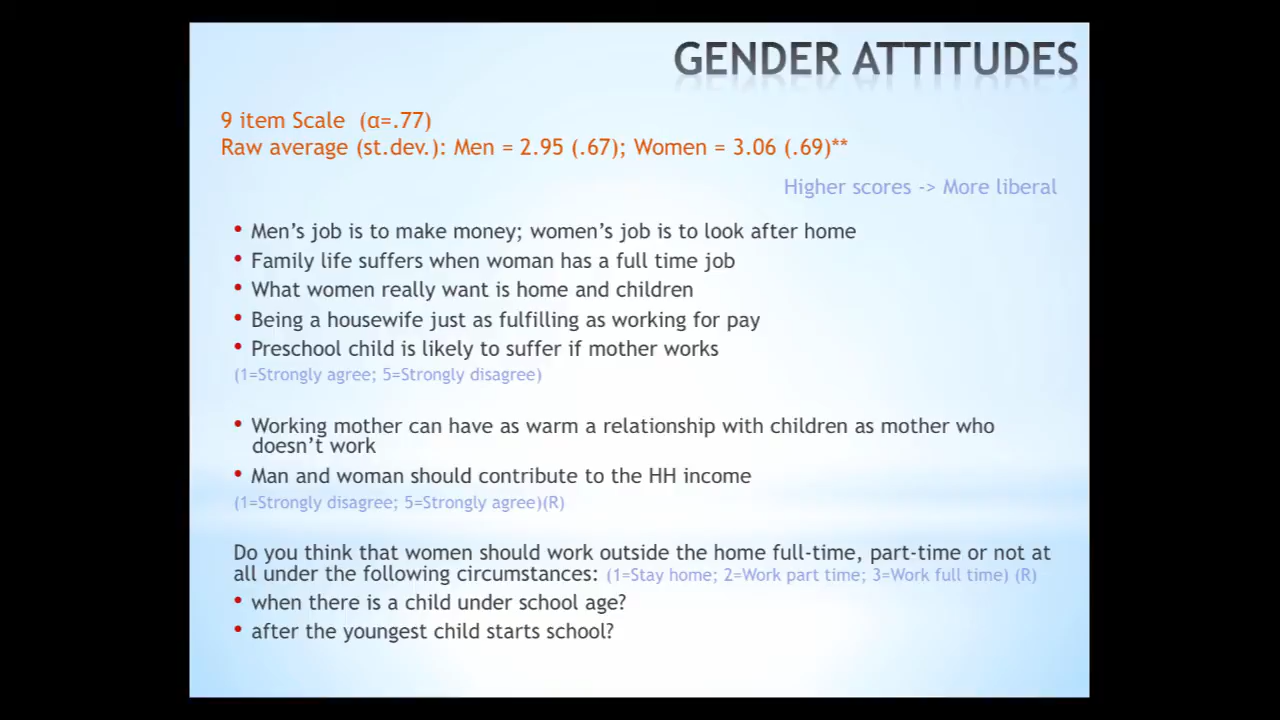 GENDER ATTITUDES
9 item Scale (α=.77)
Raw average (st.dev.): Men = 2.95 (.67); Women = 3.06 (.69)**
Higher scores -> More liberal
• Men’s job is to make money; women’s job is to look after home
• Family life suffers when woman has a full time job
• What women really want is home and children
• Being a housewife just as fulfilling as working for pay
• Preschool child is likely to suffer if mother works
(1=Strongly agree; 5=Strongly disagree)
• Working mother can have as warm a relationship with children as mother who
doesn’t work
• Man and woman should contribute to the HH income
(1=Strongly disagree; 5=Strongly agree)(R)
Do you think that women should work outside the home full-time, part-time or not at
all under the following circumstances: (1=Stay home; 2=Work part time; 3=Work full time) (R)
• when there is a child under school age?
• after the youngest child starts school?